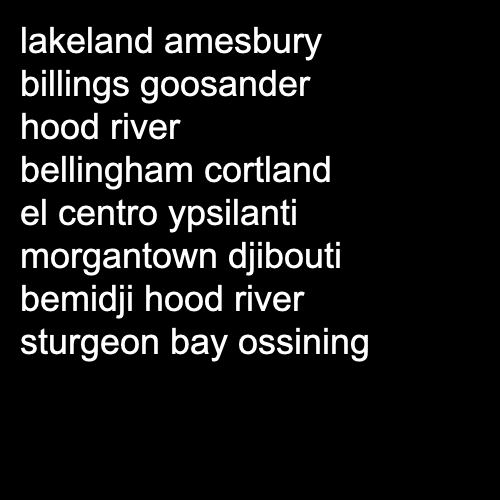 lakeland amesbury
billings goosander
hood river
bellingham cortland
el centro ypsilanti
morgantown djibouti
bemidji hood river
sturgeon bay ossining